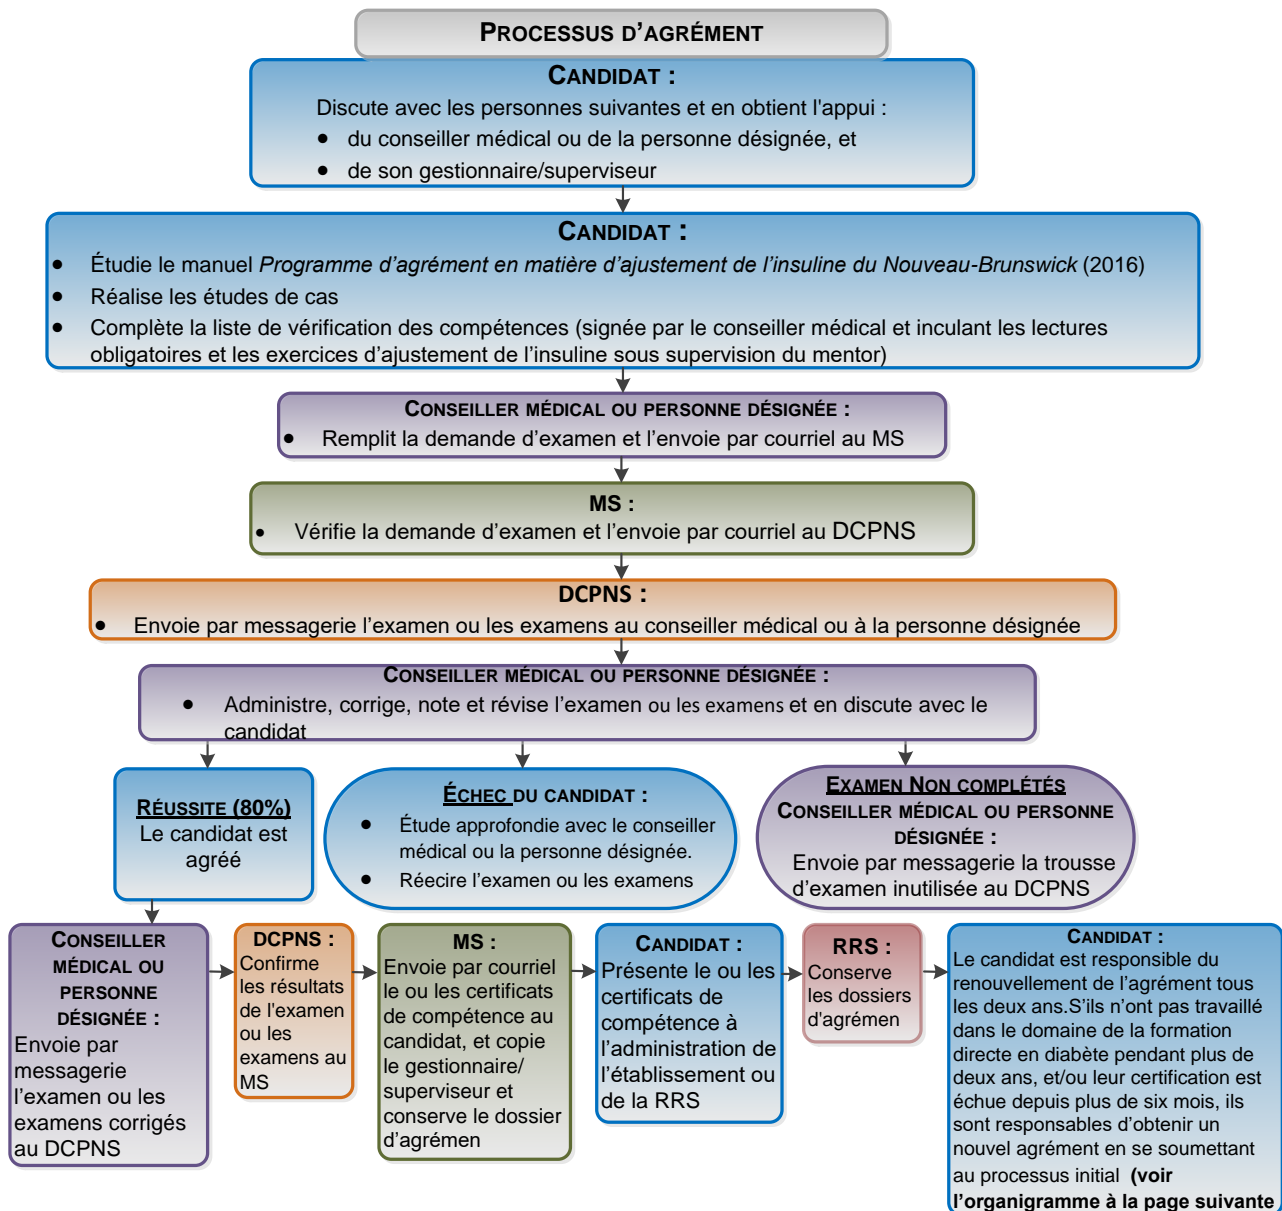 PROCESSUS D'AGRÉMENT
CANDIDAT :
Discute avec les personnes suivantes et en obtient l'appui :
• du conseiller médical ou de la personne désignée, et
• de son gestionnaire/superviseur
CANDIDAT :
• Étudie le manuel Programme d'agrément en matière d'ajustement de l'insuline du Nouveau-Brunswick (2016)
• Réalise les études de cas
• Complète la liste de vérification des compétences (signée par le conseiller médical et inculant les lectures
obligatoires et les exercices d'ajustement de l'insuline sous supervision du mentor)
CONSEILLER MÉDICAL OU PERSONNE DÉSIGNÉE :
• Remplit la demande d'examen et l'envoie par courriel au MS
MS :
• Vérifie la demande d'examen et l'envoie par courriel au DCPNS
DCPNS :
• Envoie par messagerie l'examen ou les examens au conseiller médical ou à la personne désignée
CONSEILLER MÉDICAL OU PERSONNE DÉSIGNÉE :
• Administre, corrige, note et révise l'examen ou les examens et en discute avec le
candidat
RÉUSSITE (80%)
Le candidat est
agréé
ÉCHEC DU CANDIDAT :
• Étude approfondie avec le conseiller
médical ou la personne désignée.
• Réecire l'examen ou les examens
EXAMEN NON COMPLÉTÉS
CONSEILLER MÉDICAL OU PERSONNE
DÉSIGNÉE :
Envoie par messagerie la trousse
d'examen inutilisée au DCPNS
CONSEILLER
MÉDICAL OU
PERSONNE
DÉSIGNÉE :
Envoie par
messagerie
l'examen ou les
examens corrigés
au DCPNS
DCPNS :
Confirme
les résultats
de l'examen
ou les
examens au
MS
MS :
Envoie par courriel
le ou les certificats
de compétence au
candidat, et copie
le gestionnaire/
superviseur et
conserve le dossier
d'agrémen
CANDIDAT :
Présente le ou les
certificats de
compétence à
l'administration de
l'établissement ou
de la RRS
RRS :
Conserve
les dossiers
d'agrémen
CANDIDAT :
Le candidat est responsible du
renouvellement de l'agrément tous
les deux ans.S'ils n'ont pas travaillé
dans le domaine de la formation
directe en diabète pendant plus de
deux ans, et/ou leur certification est
échue depuis plus de six mois, ils
sont responsables d'obtenir un
nouvel agrément en se soumettant
au processus initial (voir
l'organigramme à la page suivante